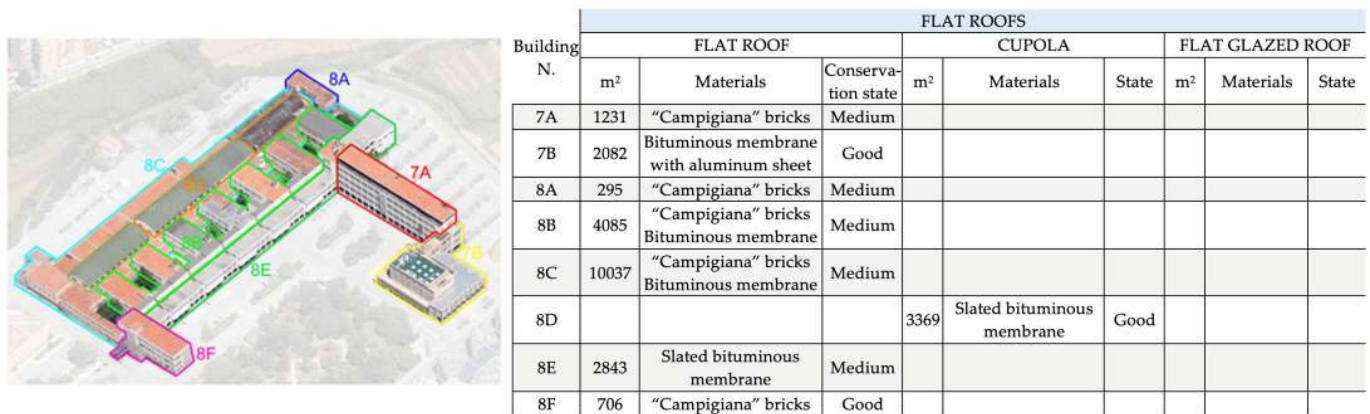 FLAT ROOFS
Building N.
FLAT ROOF
CUPOLA
FLAT GLAZED ROOF
m²
Materials
Conserva-
tion state
m²
Materials
State
m²
Materials
State
7A 1231 "Campigiana" bricks Medium
7B 2082 Bituminous membrane
with aluminum sheet Good
8A 295 "Campigiana" bricks Medium
8B 4085 "Campigiana" bricks
Bituminous membrane Medium
8C 10037 "Campigiana" bricks
Bituminous membrane Medium
8D 3369 Slated bituminous
membrane Good
8E 2843 Slated bituminous
membrane Medium
8F 706 "Campigiana" bricks Good
8A
8C
7A
8B
7B
8E
8F